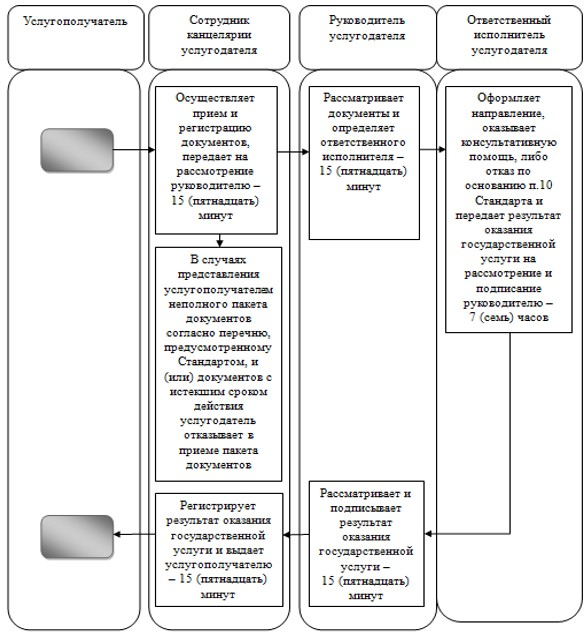 Услугополучатель
Сотрудник
канцелярии
услугодателя
Руководитель
услугодателя
Ответственный
исполнитель
услугодателя
Осуществляет
прием и
регистрацию
документов,
передает на
рассмотрение
руководителю –
15 (пятнадцать)
минут
Рассматривает
документы и
определяет
ответственного
исполнителя –
15 (пятнадцать)
минут
Оформляет
направление,
оказывает
консультативную
помощь, либо
отказ по
основанию п.10
Стандарта и
передает результат
оказания
государственной
услуги на
рассмотрение и
подписание
руководителю –
7 (семь) часов
В случаях
представления
услугополучателем
неполного пакета
документов
согласно перечню,
предусмотренному
Стандартом, и
(или) документов с
истекшим сроком
действия
услугодатель
отказывает в
приеме пакета
документов
Регистрирует
результат оказания
государственной
услуги и выдает
услугополучателю
– 15 (пятнадцать)
минут
Рассматривает и
подписывает
результат
оказания
государственной
услуги –
15 (пятнадцать)
минут